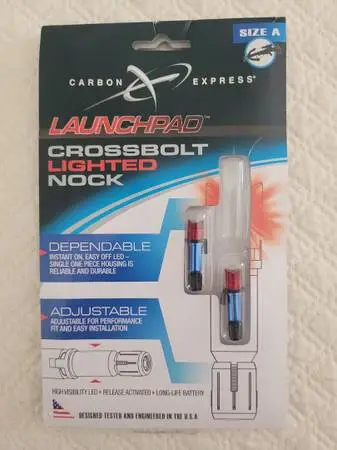 SIZE A
CARBON EXPRESS®
LAUNCHPAD™
CROSSBOLT
LIGHTED
NOCK
DEPENDABLE
INSTANT ON, EASY OFF LED –
SINGLE ONE PIECE HOUSING IS
RELIABLE AND DURABLE
ADJUSTABLE
ADJUSTABLE FOR PERFORMANCE
FIT AND EASY INSTALLATION
HIGH VISIBILITY LED • RELEASE ACTIVATED • LONG-LIFE BATTERY
DESIGNED TESTED AND ENGINEERED IN THE U.S.A